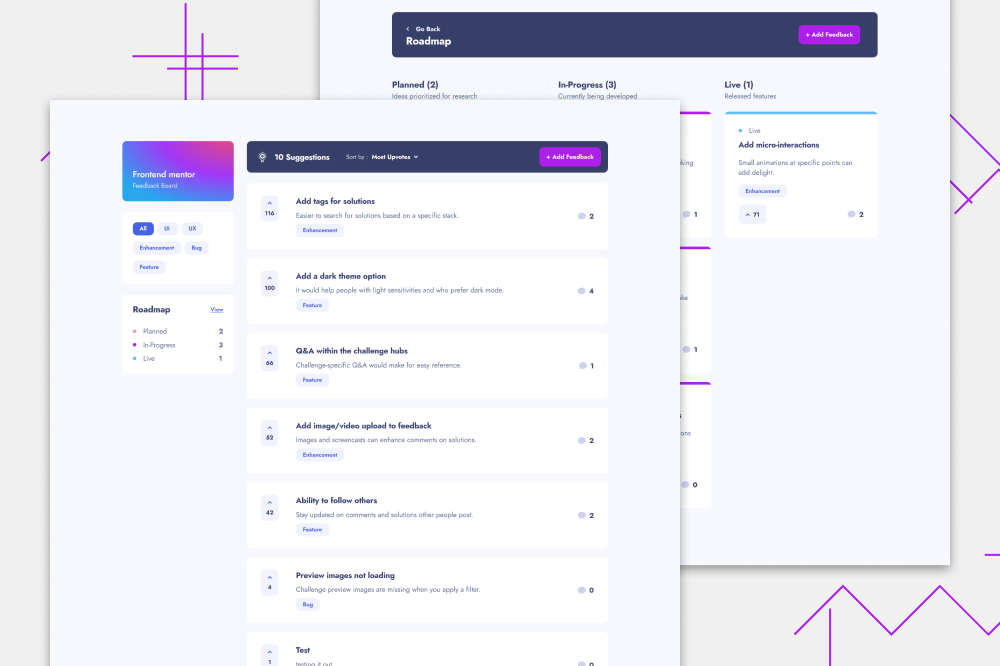 Go Back
Roadmap
+ Add Feedback
Planned (2)
Ideas prioritized for research
In-Progress (3)
Currently being developed
Live (1)
Released features
Live
Add micro-interactions
Small animations at specific points can
add delight.
Enhancement
71
2
1
1
0
Frontend mentor
Feedback Board
All
UI
UX
Enhancement
Bug
Feature
Roadmap
View
Planned
2
In-Progress
3
Live
1
10 Suggestions
Sort by : Most Upvotes
+ Add Feedback
116
Add tags for solutions
Easier to search for solutions based on a specific stack.
Enhancement
2
100
Add a dark theme option
It would help people with light sensitivities and who prefer dark mode.
Feature
4
66
Q&A within the challenge hubs
Challenge-specific Q&A would make for easy reference.
Feature
1
52
Add image/video upload to feedback
Images and screencasts can enhance comments on solutions.
Enhancement
2
42
Ability to follow others
Stay updated on comments and solutions other people post.
Feature
2
4
Preview images not loading
Challenge preview images are missing when you apply a filter.
Bug
0
1
Test
testing it out
0